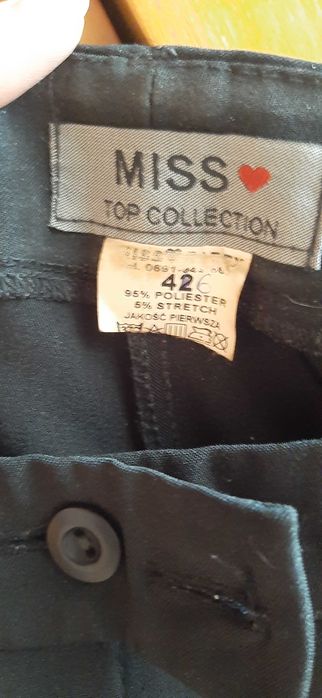 MISS
TOP COLLECTION
42
95% POLIESTER
5% STRETCH
JAKOŚĆ PIERWSZA